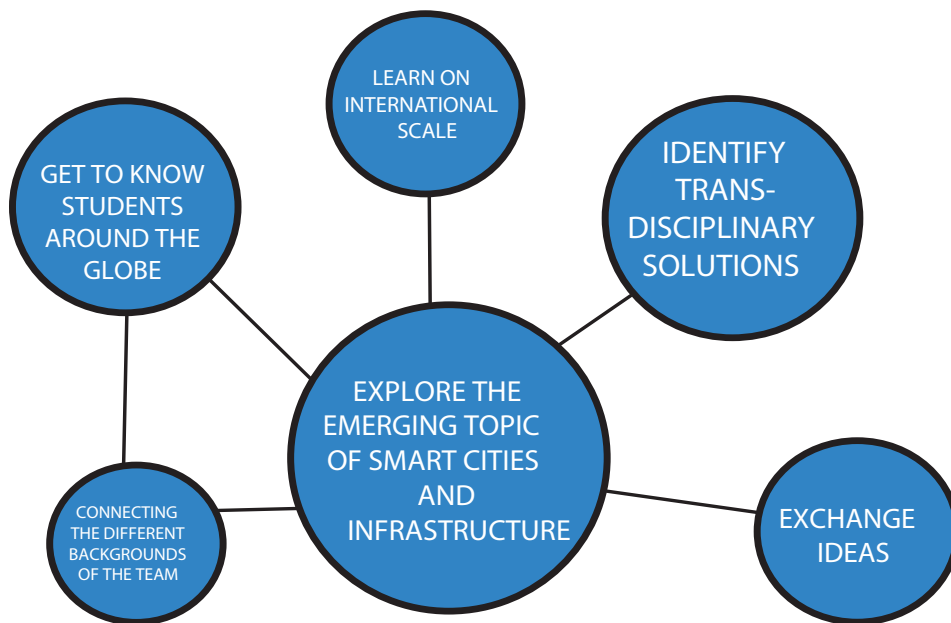 LEARN ON
INTERNATIONAL
SCALE
GET TO KNOW
STUDENTS
AROUND THE
GLOBE
IDENTIFY
TRANS-
DISCIPLINARY
SOLUTIONS
EXPLORE THE
EMERGING TOPIC
OF SMART CITIES
AND
INFRASTRUCTURE
CONNECTING
THE DIFFERENT
BACKGROUNDS
OF THE TEAM
EXCHANGE
IDEAS